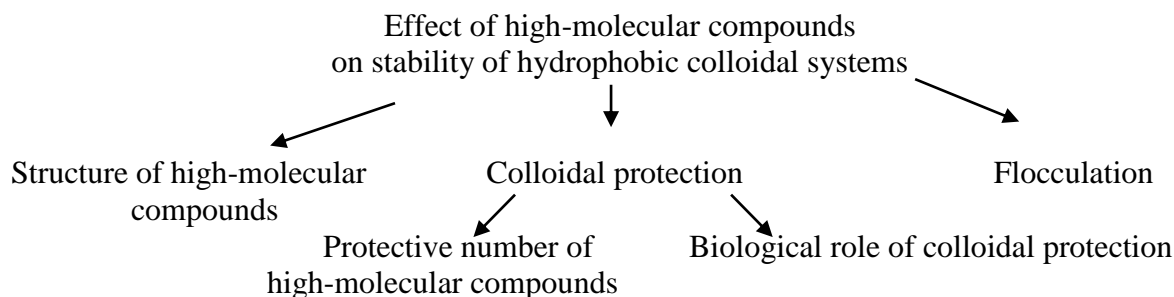 Effect of high-molecular compounds
on stability of hydrophobic colloidal systems
Structure of high-molecular
compounds
Colloidal protection
Flocculation
Protective number of
high-molecular compounds
Biological role of colloidal protection